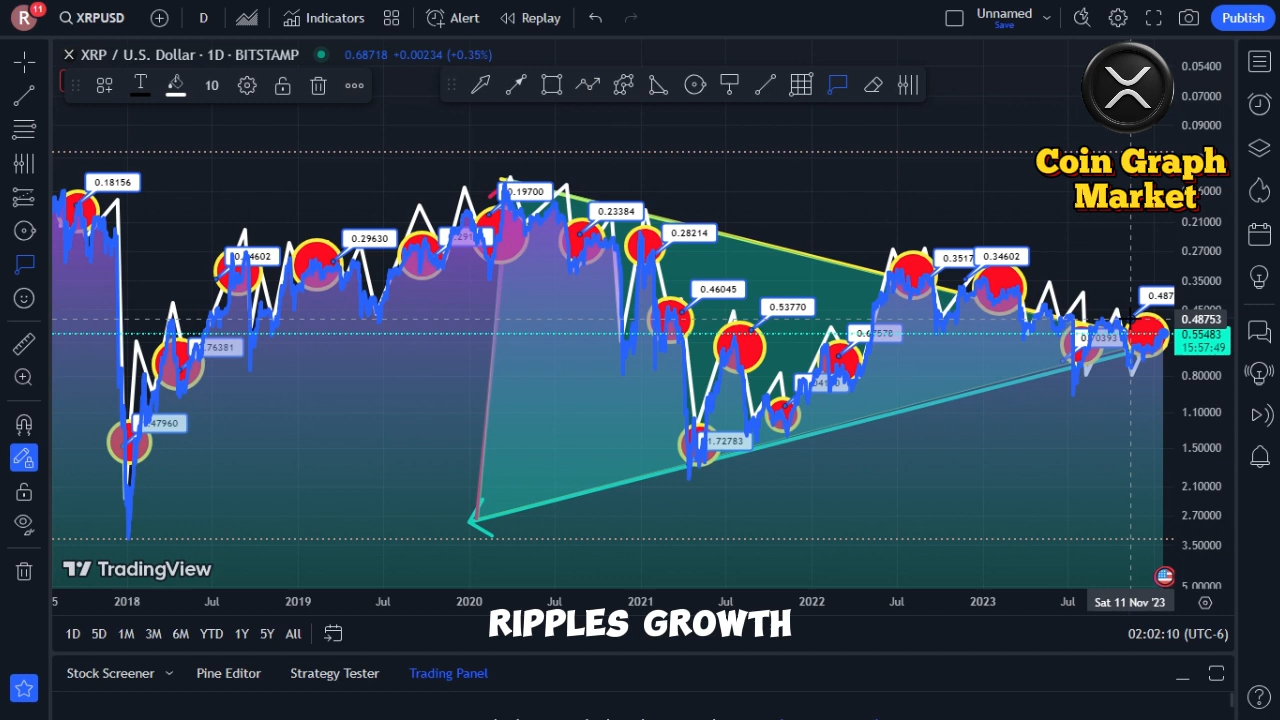 R 11 XRPUSD D Indicators Alert Replay Unnamed Save Publish
XRP / U.S. Dollar · 1D · BITSTAMP 0.68718 +0.00234 (+0.35%)
10
Coin Graph
Market
0.05400
0.07000
0.09000
0.21000
0.27000
0.35000
0.48753
0.55483
15:57:49
0.80000
1.10000
1.50000
2.10000
2.70000
3.50000
5.00000
0.18156
0.29630
0.19700
0.23384
0.28214
0.46045
0.53770
0.34602
1.72783
TradingView
2018 Jul 2019 Jul 2020 Jul 2021 Jul 2022 Jul 2023 Jul Sat 11 Nov '23
RIPPLES GROWTH
1D 5D 1M 3M 6M YTD 1Y 5Y All 02:02:10 (UTC-6)
Stock Screener Pine Editor Strategy Tester Trading Panel